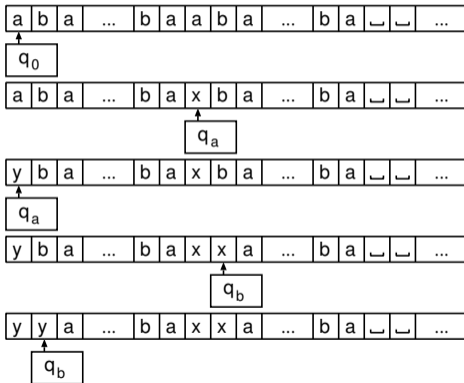 a b a ... b a a b a ... b a ⎵ ⎵ ...
q0
a b a ... b a x b a ... b a ⎵ ⎵ ...
qa
y b a ... b a x b a ... b a ⎵ ⎵ ...
qa
y b a ... b a x x a ... b a ⎵ ⎵ ...
qb
y y a ... b a x x a ... b a ⎵ ⎵ ...
qb